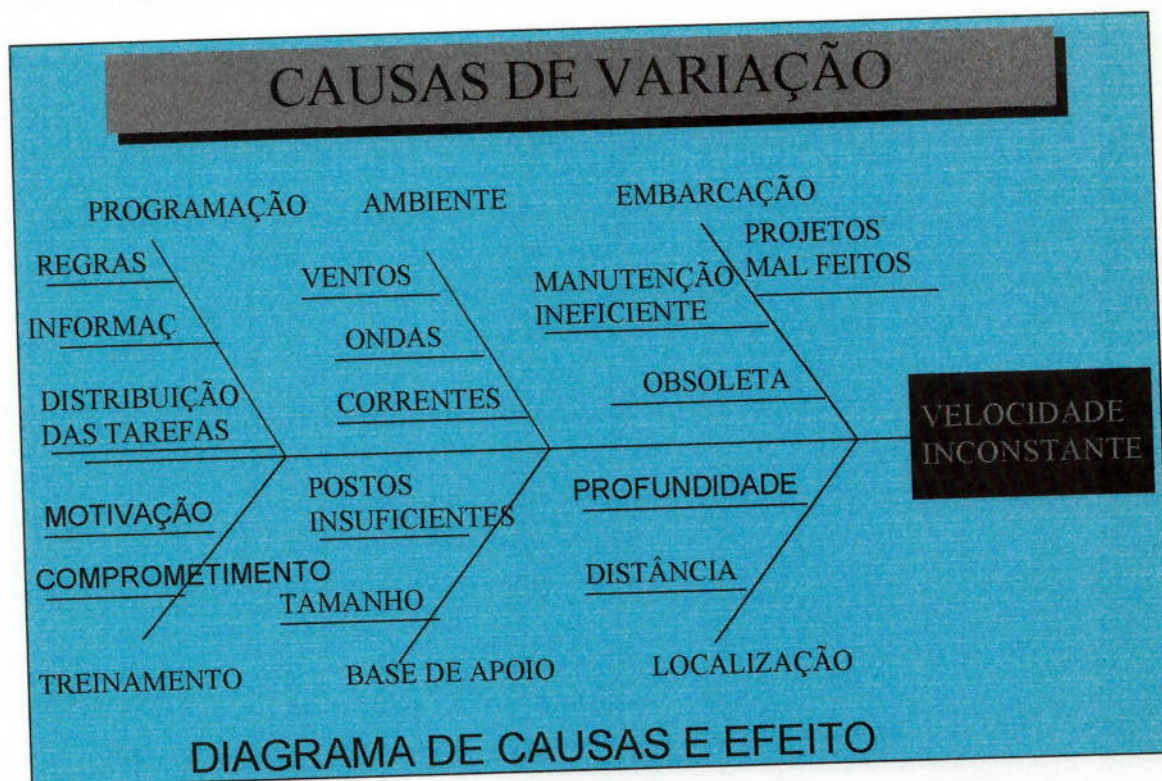 CAUSAS DE VARIAÇÃO
PROGRAMAÇÃO
AMBIENTE
EMBARCAÇÃO
REGRAS
INFORMAÇ
DISTRIBUIÇÃO
DAS TAREFAS
VENTOS
ONDAS
CORRENTES
MANUTENÇÃO
INEFICIENTE
PROJETOS
MAL FEITOS
OBSOLETA
VELOCIDADE
INCONSTANTE
MOTIVAÇÃO
COMPROMETIMENTO
POSTOS
INSUFICIENTES
TAMANHO
PROFUNDIDADE
DISTÂNCIA
TREINAMENTO
BASE DE APOIO
LOCALIZAÇÃO
DIAGRAMA DE CAUSAS E EFEITO